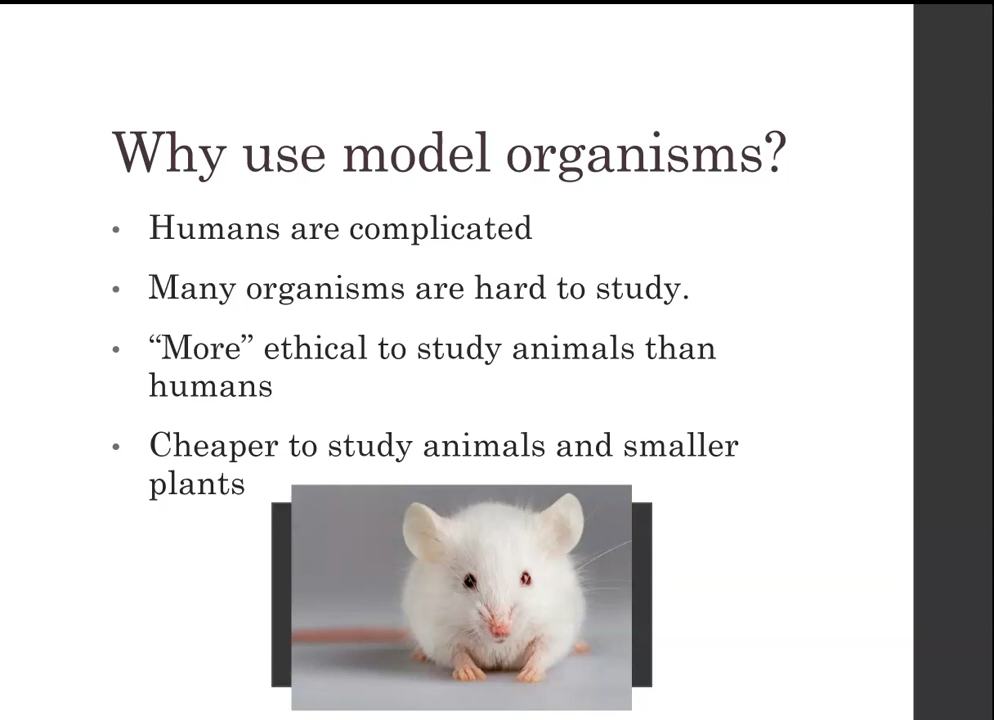 Why use model organisms?
• Humans are complicated
• Many organisms are hard to study.
• “More” ethical to study animals than
humans
• Cheaper to study animals and smaller
plants